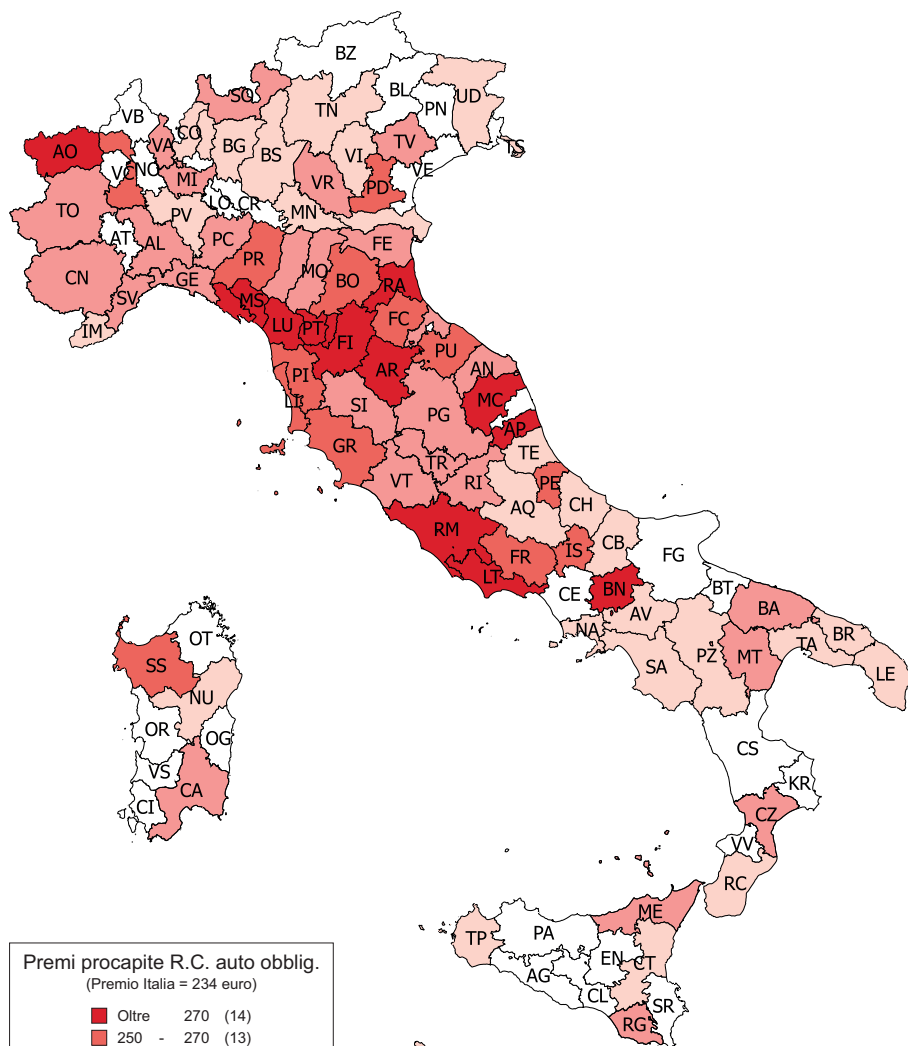 BZ
BL
UD
PN
TN
SO
VB
CO
BG
BS
VI
TV
TS
AO
VA
VC
NO
MI
VR
PD
VE
LO
CR
MN
TO
PV
AT
AL
PC
PR
FE
MO
BO
RA
CN
GE
SV
MS
IM
LU
PT
FI
FC
PU
AN
PI
AR
LI
SI
PG
MC
AP
GR
TE
TR
VT
RI
PE
AQ
CH
RM
FR
IS
CB
FG
LT
CE
BN
BT
BA
NA
AV
PZ
MT
TA
BR
LE
SA
OT
SS
NU
OR
OG
VS
CA
CI
CS
KR
CZ
VV
RC
ME
TP
PA
EN
CT
AG
CL
SR
RG
Premi procapite R.C. auto obblig.
(Premio Italia = 234 euro)
Oltre 270 (14)
250 - 270 (13)